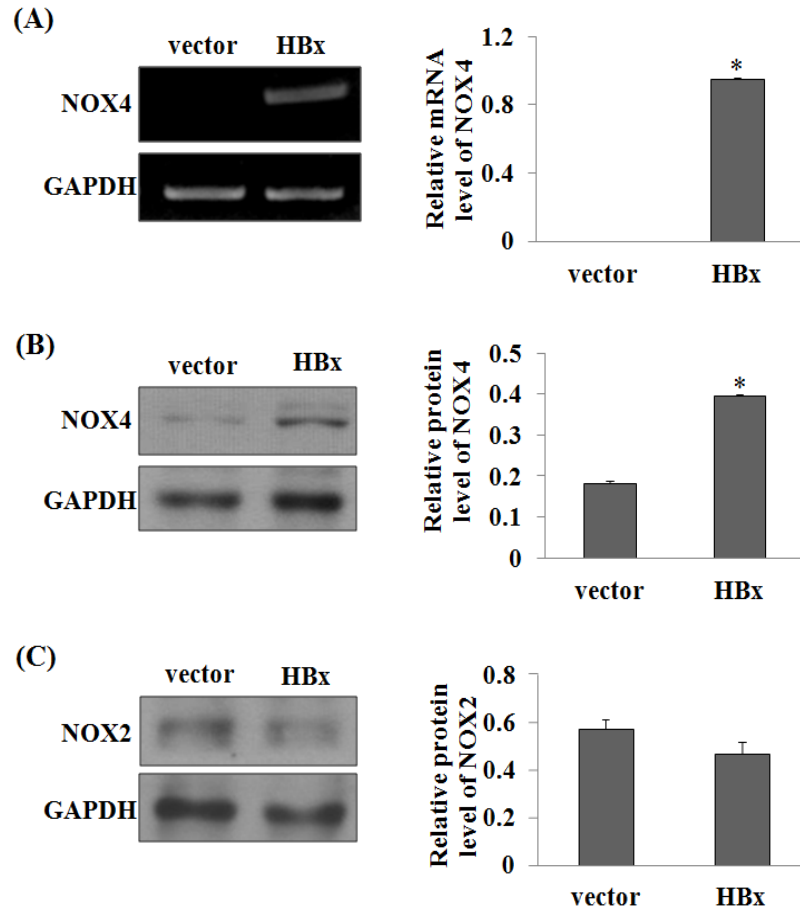 (A)
vector HBx
NOX4
GAPDH
Relative mRNA
level of NOX4
1.2
0.8
0.4
0
*
vector HBx
(B)
vector HBx
NOX4
GAPDH
Relative protein
level of NOX4
0.5
0.4
0.3
0.2
0.1
0
*
vector HBx
(C)
vector HBx
NOX2
GAPDH
Relative protein
level of NOX2
0.8
0.6
0.4
0.2
0
vector HBx